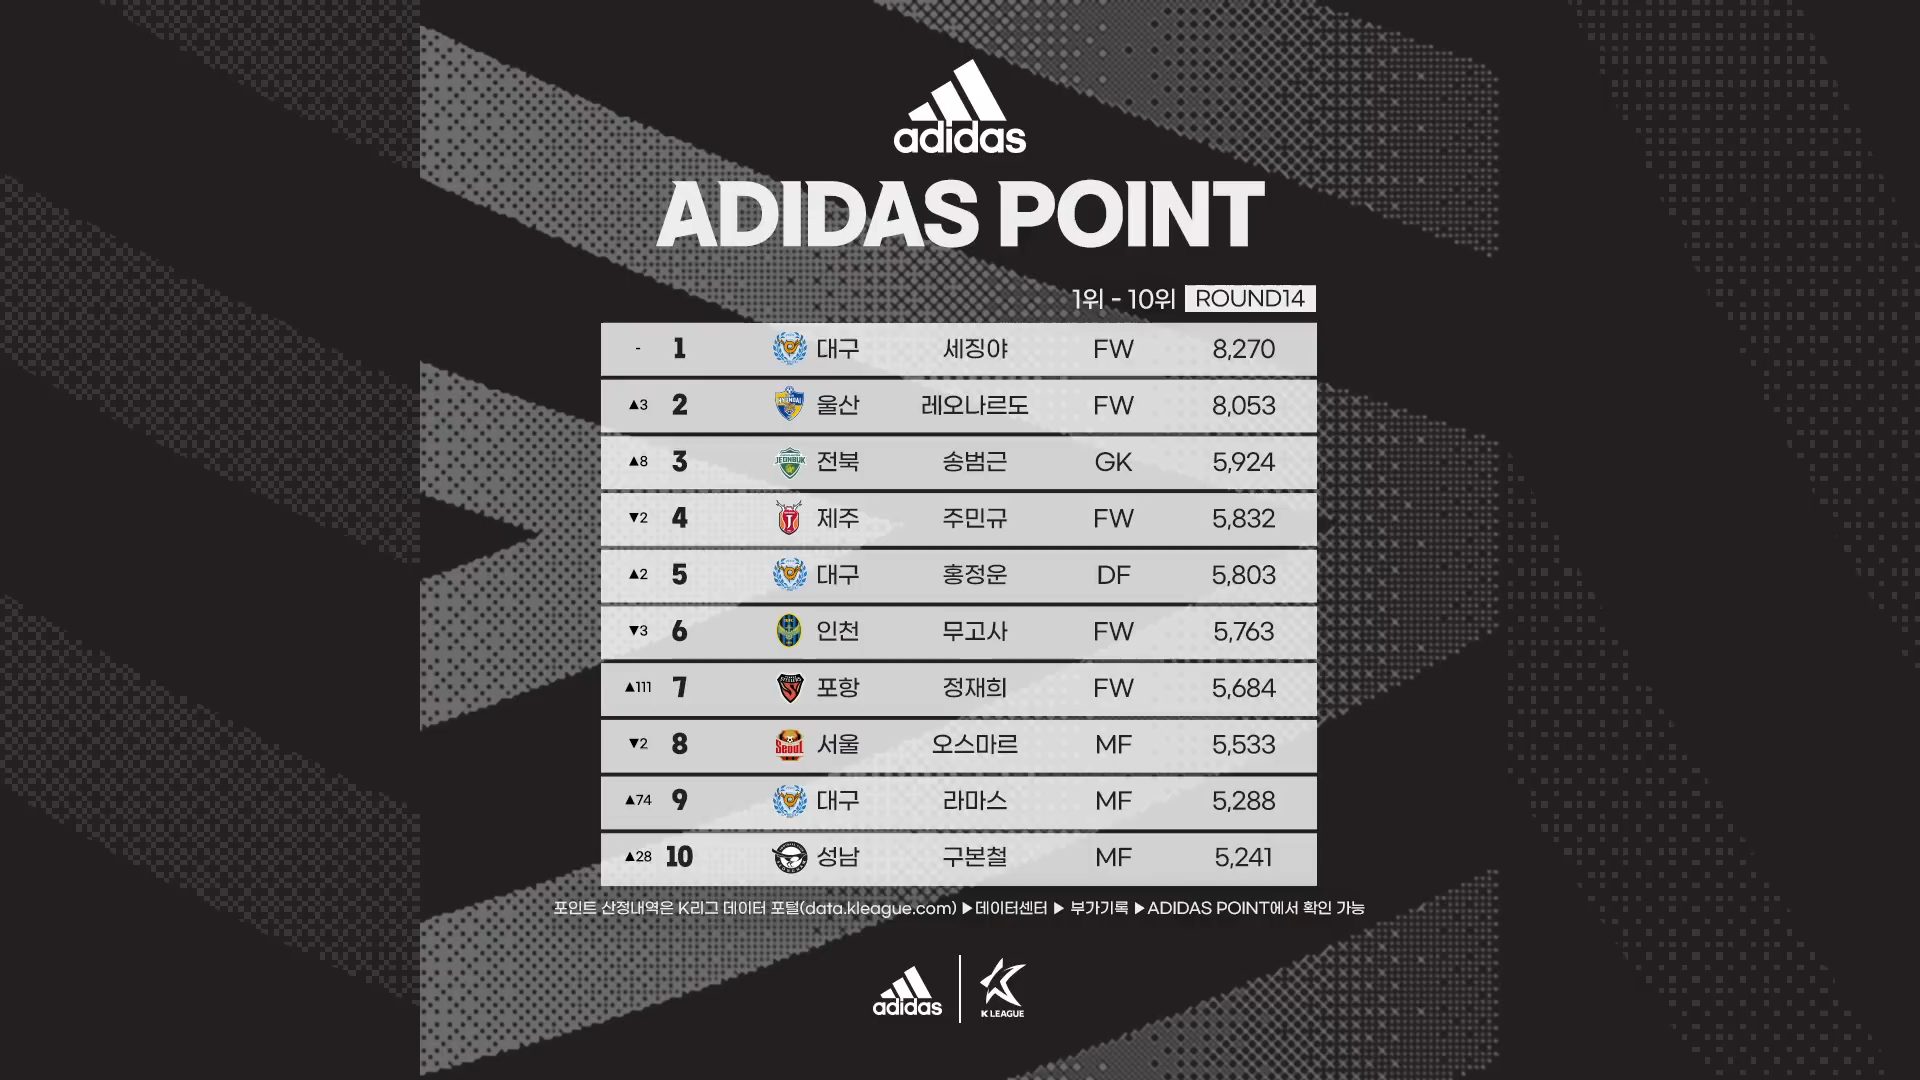 adidas
ADIDAS POINT
1위 - 10위 ROUND14
- 1 대구 세징야 FW 8,270
▲3 2 HYUNDAI 울산 레오나르도 FW 8,053
▲8 3 JEONBUK 전북 송범근 GK 5,924
▼2 4 제주 주민규 FW 5,832
▲2 5 대구 홍정운 DF 5,803
▼3 6 인천 무고사 FW 5,763
▲111 7 포항 정재희 FW 5,684
▼2 8 Seoul 서울 오스마르 MF 5,533
▲74 9 대구 라마스 MF 5,288
▲28 10 성남 구본철 MF 5,241
포인트 산정내역은 K리그 데이터 포털(data.kleague.com) ▶데이터센터 ▶ 부가기록 ▶ADIDAS POINT에서 확인 가능
adidas K LEAGUE